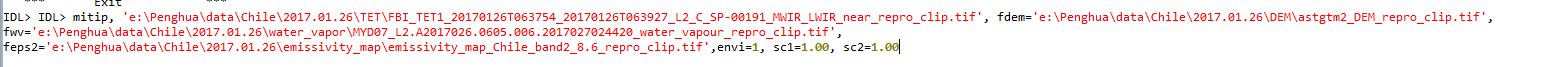 Exit ***
IDL> IDL> mitip, 'e:\Penghua\data\Chile\2017.01.26\TET\FBI_TET1_20170126T063754_20170126T063927_L2_C_SP-00191_MWIR_LWIR_near_repro_clip.tif', fdem='e:\Penghua\data\Chile\2017.01.26\DEM\astgtm2_DEM_repro_clip.tif',
fwv='e:\Penghua\data\Chile\2017.01.26\water_vapor\MYD07_L2.A2017026.0605.006.2017027024420_water_vapour_repro_clip.tif',
feps2='e:\Penghua\data\Chile\2017.01.26\emissivity_map\emissivity_map_Chile_band2_8.6_repro_clip.tif',envi=1, sc1=1.00, sc2=1.00